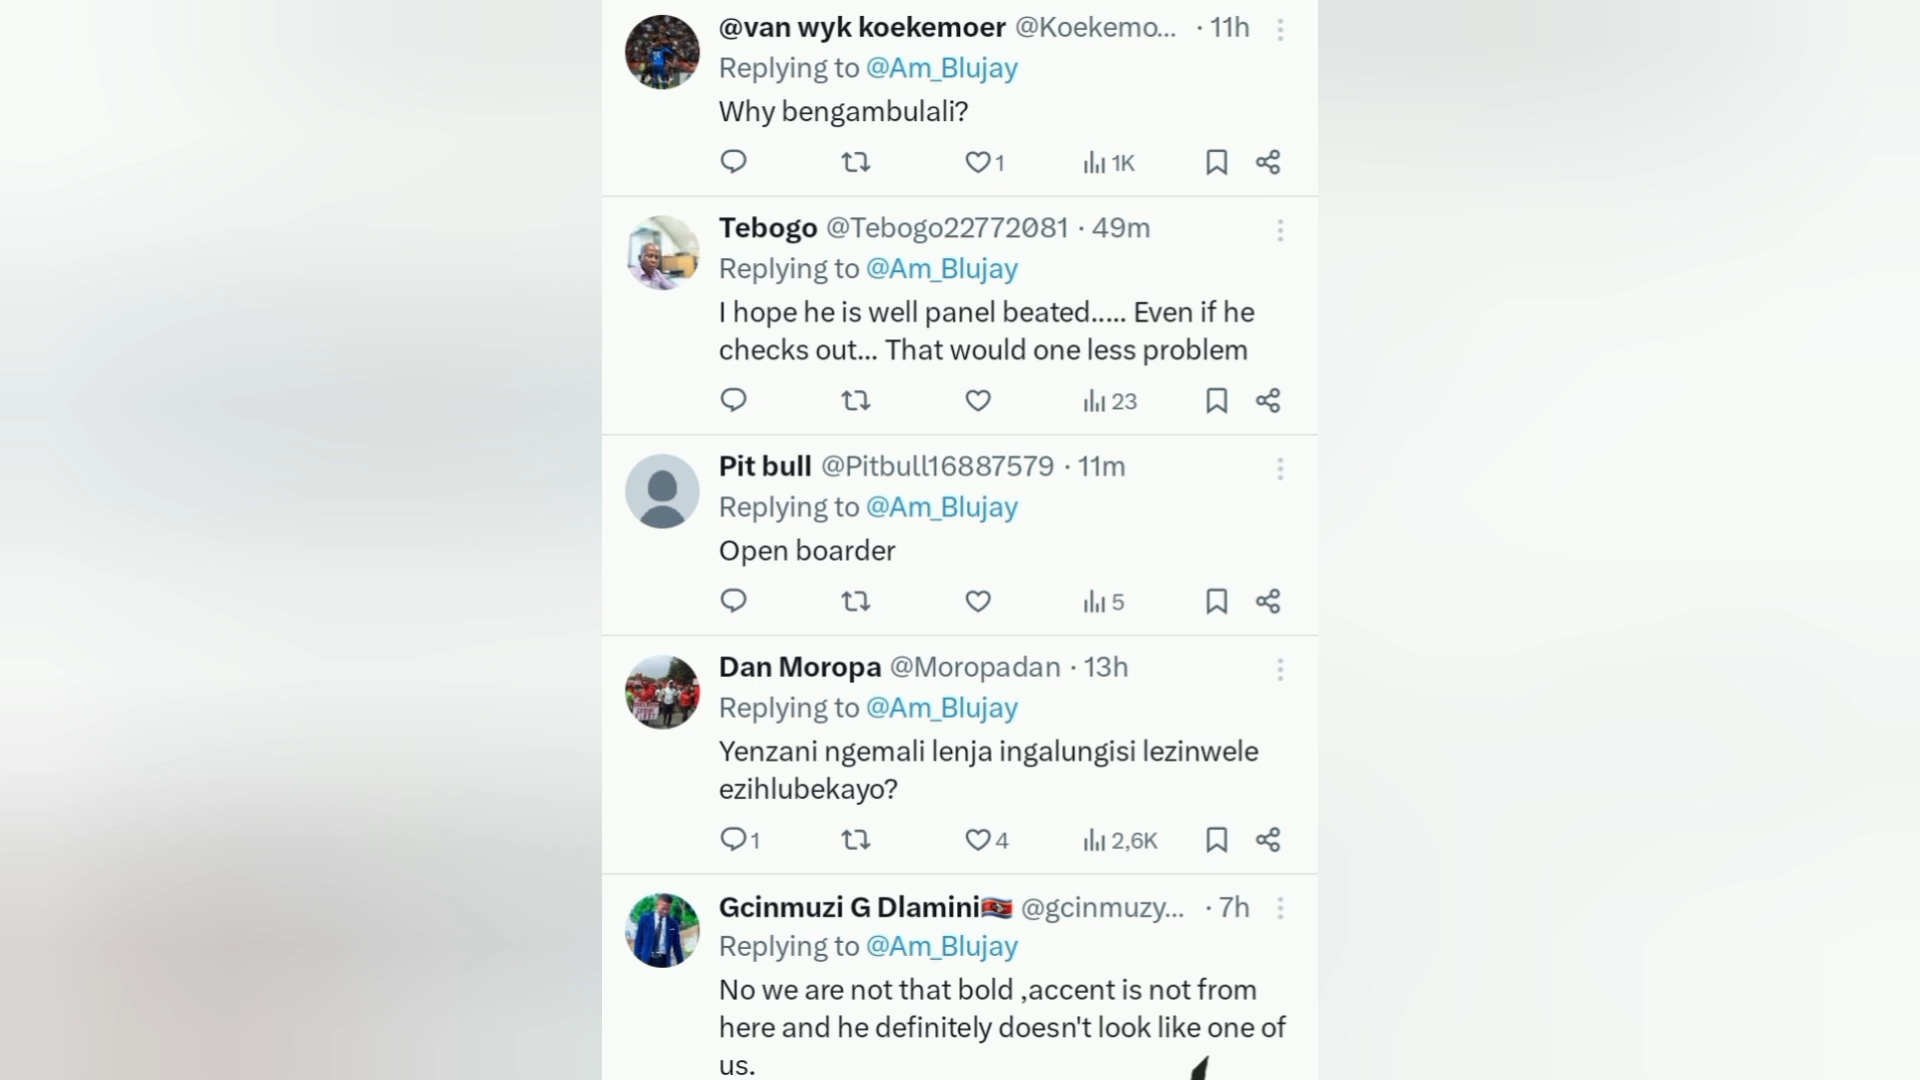 @van wyk koekemoer @Koekemo... · 11h
Replying to @Am_Blujay
Why bengambulali?
1 1K
Tebogo @Tebogo22772081 · 49m
Replying to @Am_Blujay
I hope he is well panel beated..... Even if he
checks out... That would one less problem
23
Pit bull @Pitbull16887579 · 11m
Replying to @Am_Blujay
Open boarder
5
Dan Moropa @Moropadan · 13h
Replying to @Am_Blujay
Yenzani ngemali lenja ingalungisi lezinwele
ezihlubekayo?
1 4 2,6K
Gcinmuzi G Dlamini🇸🇿 @gcinmuzy... · 7h
Replying to @Am_Blujay
No we are not that bold ,accent is not from
here and he definitely doesn't look like one of
us.